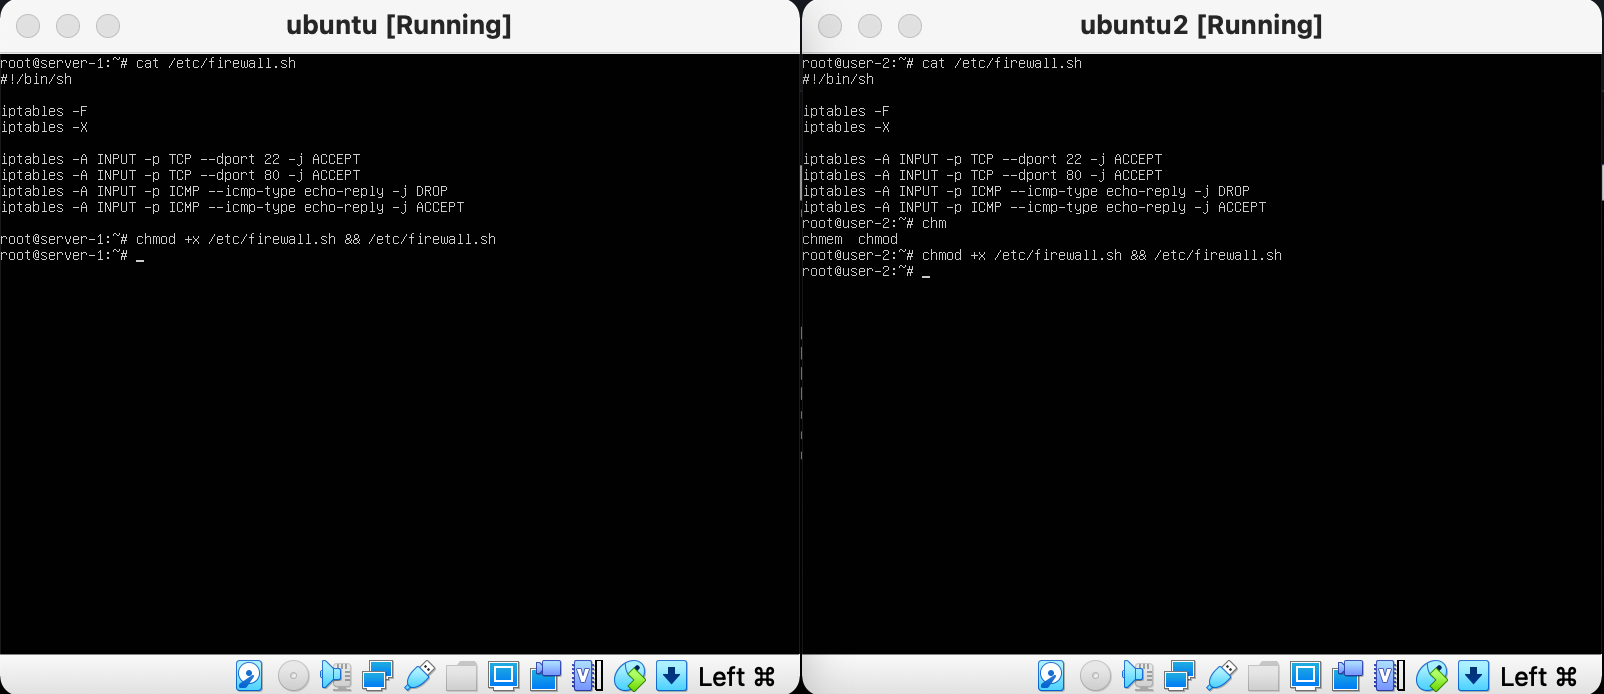 ubuntu [Running]
root@server-1:~# cat /etc/firewall.sh
#!/bin/sh
iptables -F
iptables -X
iptables -A INPUT -p TCP --dport 22 -j ACCEPT
iptables -A INPUT -p TCP --dport 80 -j ACCEPT
iptables -A INPUT -p ICMP --icmp-type echo-reply -j DROP
iptables -A INPUT -p ICMP --icmp-type echo-reply -j ACCEPT
root@server-1:~# chmod +x /etc/firewall.sh && /etc/firewall.sh
root@server-1:~# _
Left ⌘
ubuntu2 [Running]
root@user-2:~# cat /etc/firewall.sh
#!/bin/sh
iptables -F
iptables -X
iptables -A INPUT -p TCP --dport 22 -j ACCEPT
iptables -A INPUT -p TCP --dport 80 -j ACCEPT
iptables -A INPUT -p ICMP --icmp-type echo-reply -j DROP
iptables -A INPUT -p ICMP --icmp-type echo-reply -j ACCEPT
root@user-2:~# chm
chmem  chmod
root@user-2:~# chmod +x /etc/firewall.sh && /etc/firewall.sh
root@user-2:~# _
Left ⌘